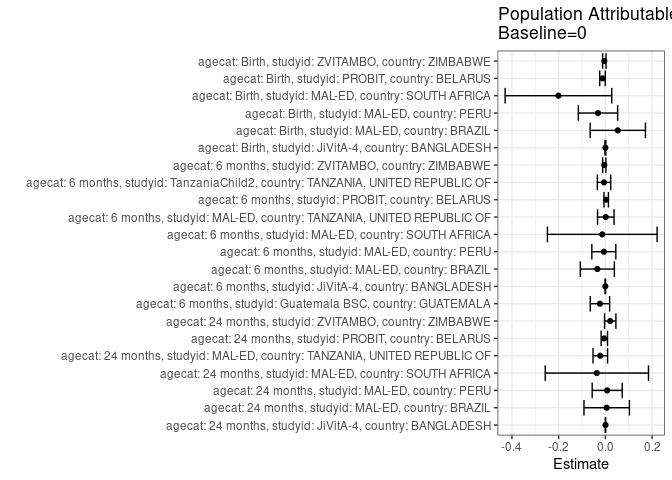 Population Attributable
Baseline=0
agecat: Birth, studyid: ZVITAMBO, country: ZIMBABWE
agecat: Birth, studyid: PROBIT, country: BELARUS
agecat: Birth, studyid: MAL-ED, country: SOUTH AFRICA
agecat: Birth, studyid: MAL-ED, country: PERU
agecat: Birth, studyid: MAL-ED, country: BRAZIL
agecat: Birth, studyid: JiVitA-4, country: BANGLADESH
agecat: 6 months, studyid: ZVITAMBO, country: ZIMBABWE
agecat: 6 months, studyid: TanzaniaChild2, country: TANZANIA, UNITED REPUBLIC OF
agecat: 6 months, studyid: PROBIT, country: BELARUS
agecat: 6 months, studyid: MAL-ED, country: TANZANIA, UNITED REPUBLIC OF
agecat: 6 months, studyid: MAL-ED, country: SOUTH AFRICA
agecat: 6 months, studyid: MAL-ED, country: PERU
agecat: 6 months, studyid: MAL-ED, country: BRAZIL
agecat: 6 months, studyid: JiVitA-4, country: BANGLADESH
agecat: 6 months, studyid: Guatemala BSC, country: GUATEMALA
agecat: 24 months, studyid: ZVITAMBO, country: ZIMBABWE
agecat: 24 months, studyid: PROBIT, country: BELARUS
agecat: 24 months, studyid: MAL-ED, country: TANZANIA, UNITED REPUBLIC OF
agecat: 24 months, studyid: MAL-ED, country: SOUTH AFRICA
agecat: 24 months, studyid: MAL-ED, country: PERU
agecat: 24 months, studyid: MAL-ED, country: BRAZIL
agecat: 24 months, studyid: JiVitA-4, country: BANGLADESH
-0.4 -0.2 0.0 0.2
Estimate